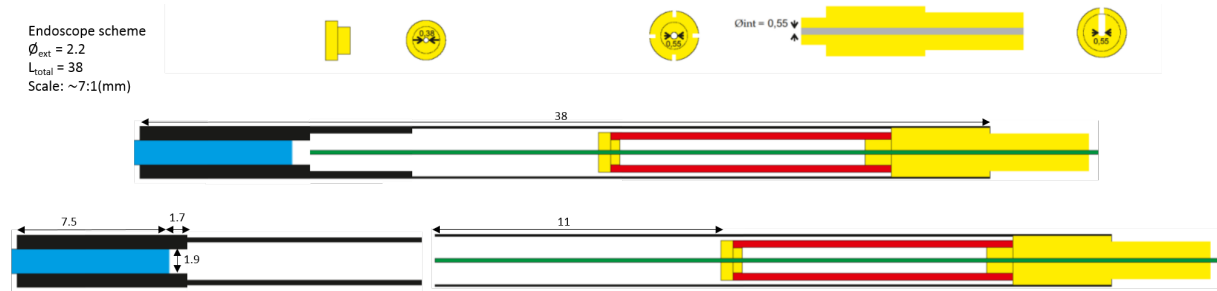 Endoscope scheme
Øext = 2.2
Ltotal = 38
Scale: ~7:1(mm)
0,38
0,55
Øint = 0,55
0,55
38
7.5
1.7
11
1.9